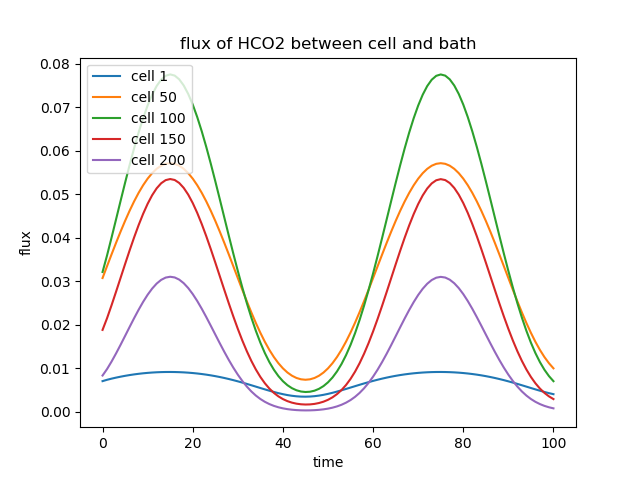 flux of HCO2 between cell and bath
cell 1
cell 50
cell 100
cell 150
cell 200
flux
0.08
0.07
0.06
0.05
0.04
0.03
0.02
0.01
0.00
0 20 40 60 80 100
time